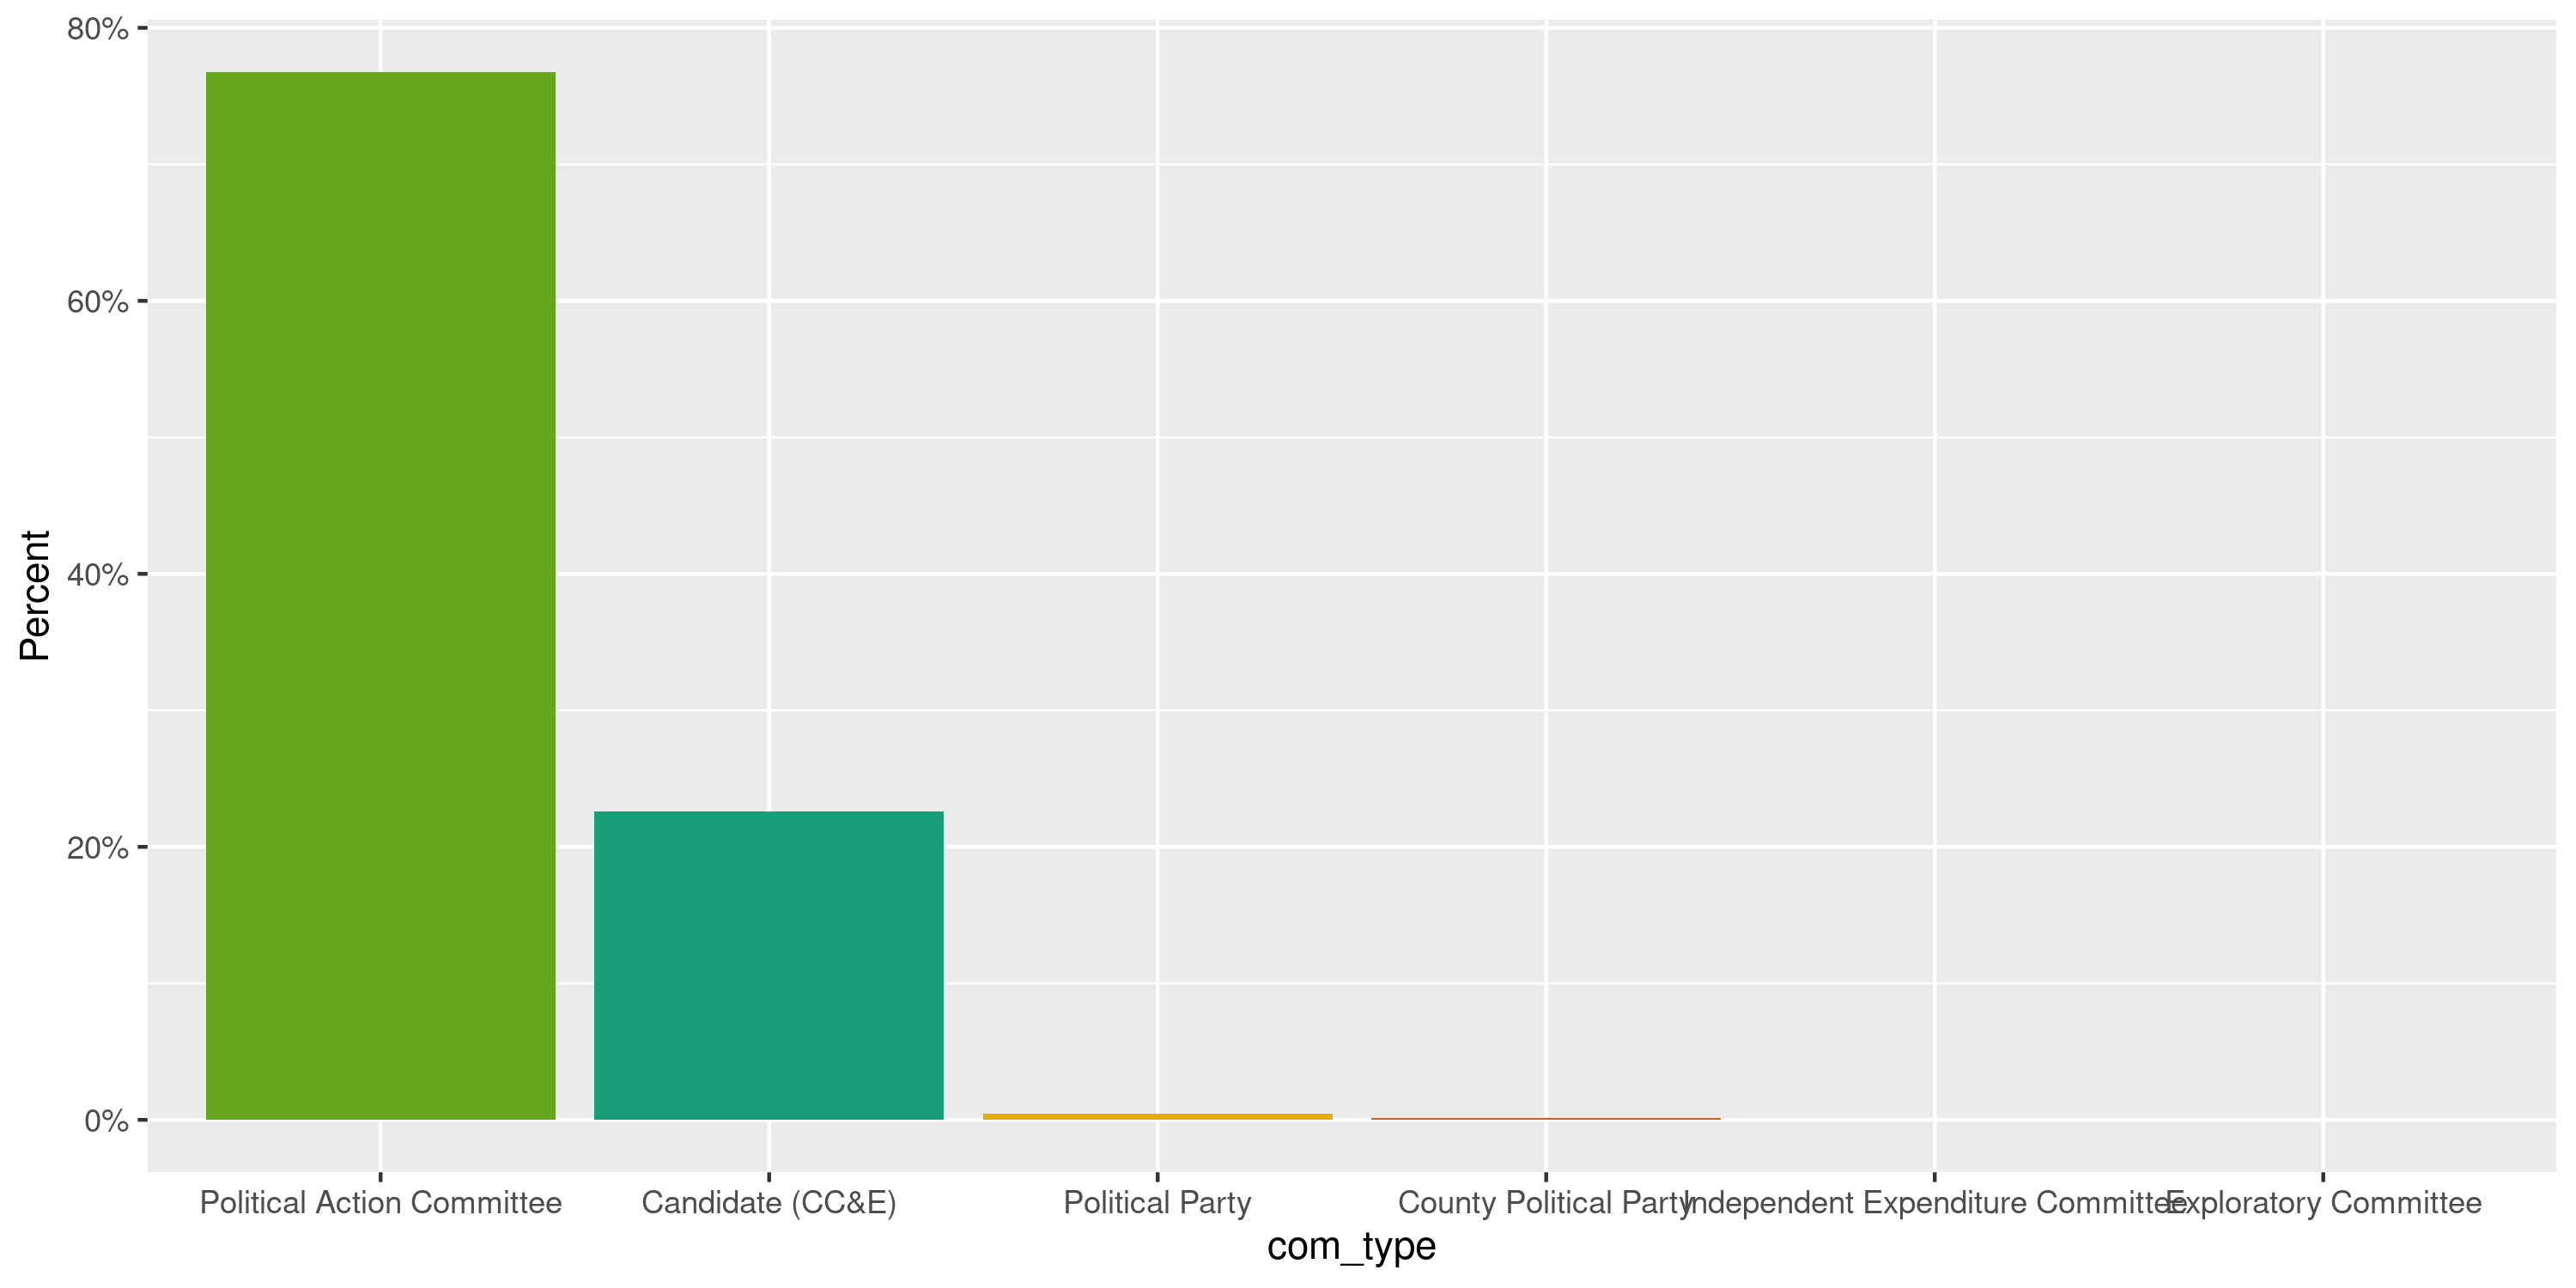 80%
60%
40%
20%
0%
Percent
Political Action Committee
Candidate (CC&E)
Political Party
County Political Party
Independent Expenditure Committee
Exploratory Committee
com_type